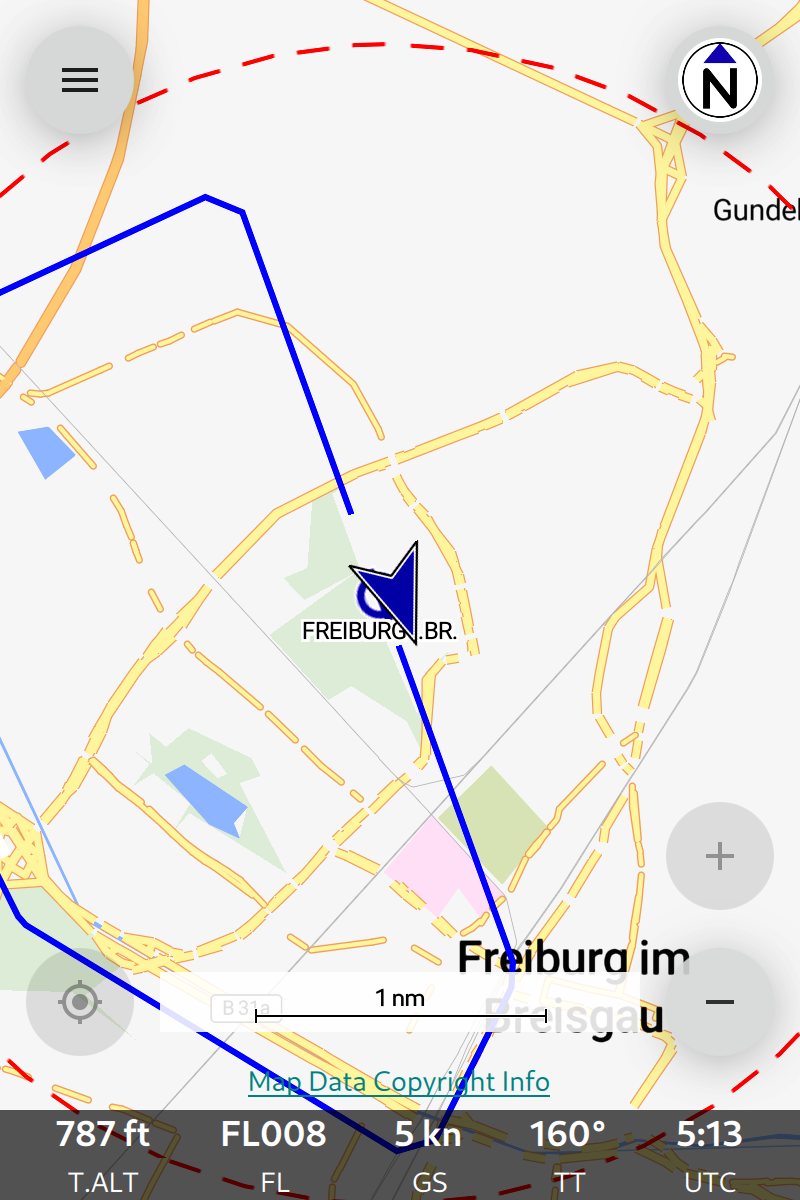 N
Gundel
FREIBURG .BR.
Freiburg im
Breisgau
1 nm
B 31a
Map Data Copyright Info
787 ft FL008 5 kn 160° 5:13
T.ALT FL GS TT UTC